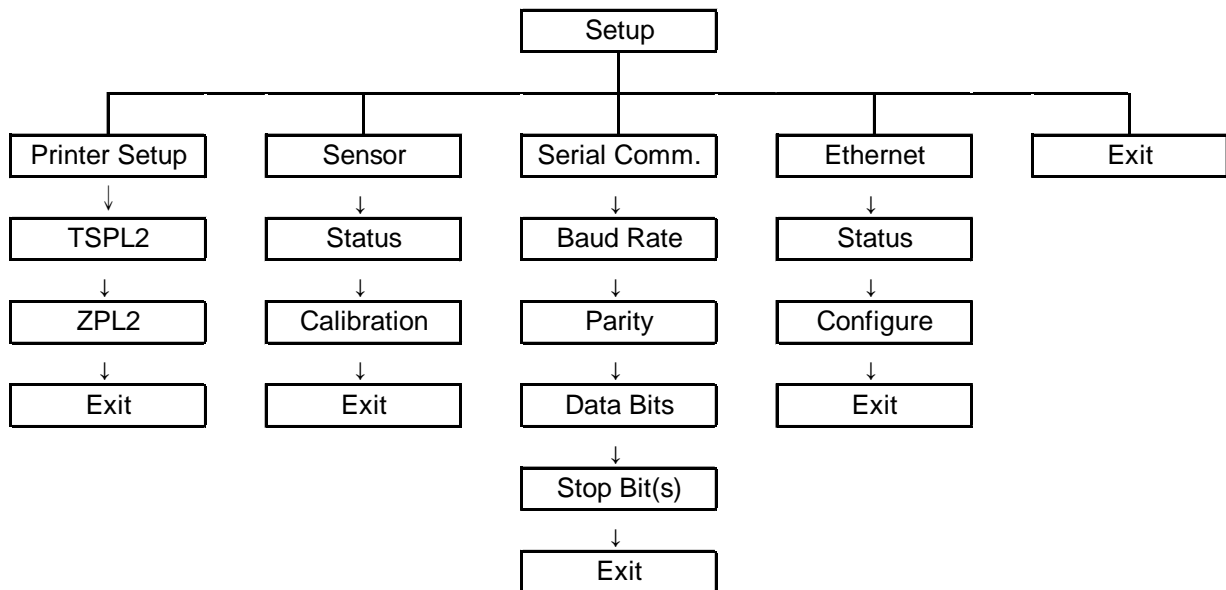 Setup
Printer Setup
Sensor
Serial Comm.
Ethernet
Exit
TSPL2
Status
Baud Rate
Status
ZPL2
Calibration
Parity
Configure
Exit
Exit
Data Bits
Exit
Stop Bit(s)
Exit